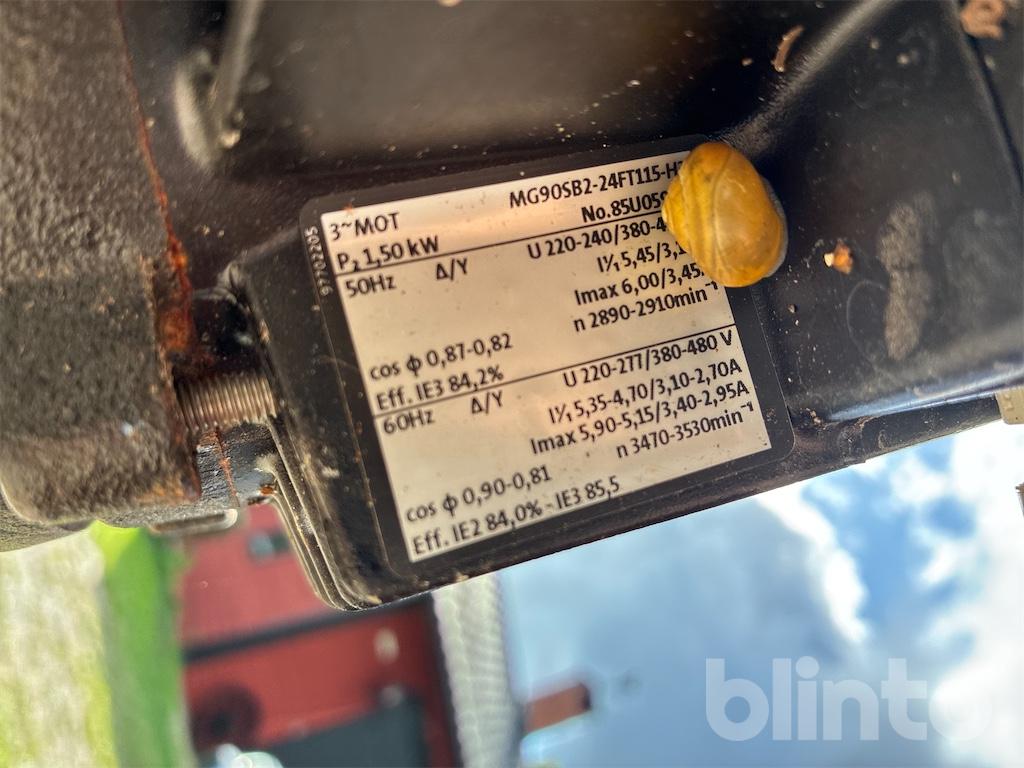 3~MOT MG90SB2-24FT115-H
P₂ 1,50 kW No.85U05
50Hz Δ/Y U 220-240/380-4
I1/1 5,45/3,
Imax 6,00/3,45
cos φ 0,87-0,82 n 2890-2910min⁻¹
Eff. IE3 84,2%
60Hz Δ/Y U 220-277/380-480 V
I1/1 5,35-4,70/3,10-2,70A
Imax 5,90-5,15/3,40-2,95A
cos φ 0,90-0,81 n 3470-3530min⁻¹
Eff. IE2 84,0% - IE3 85,5
97702205
blinto